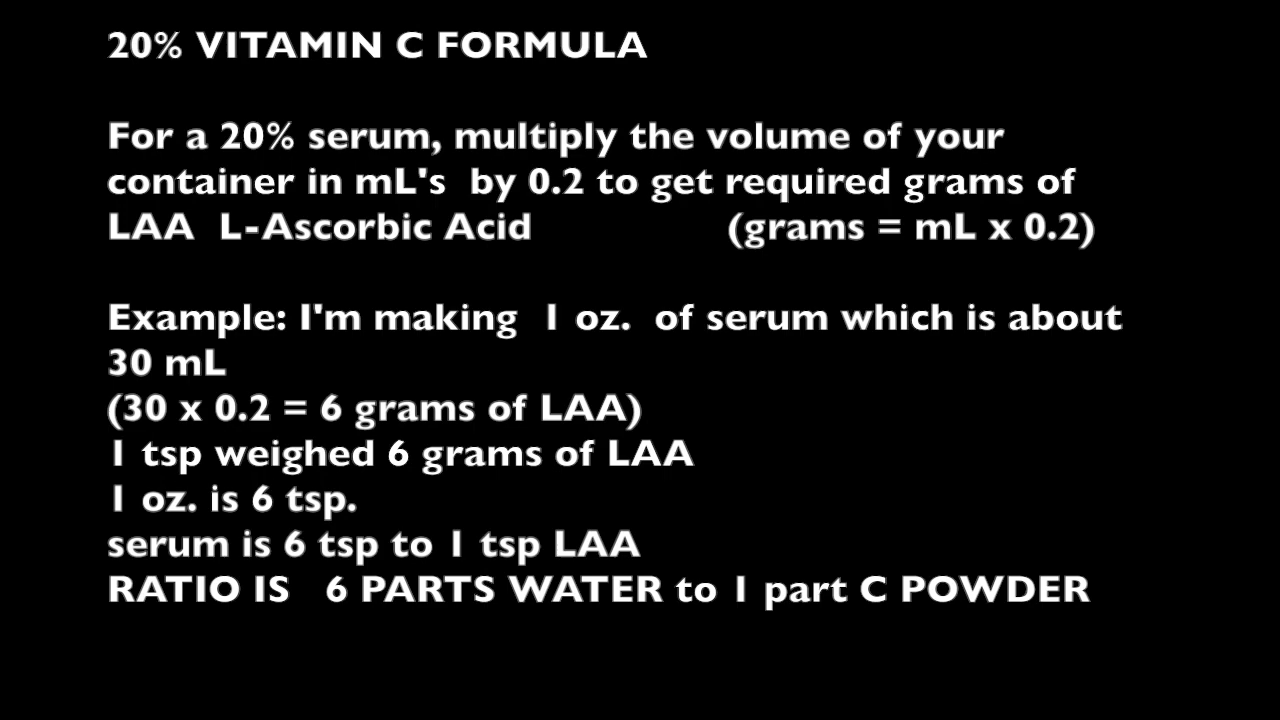 20% VITAMIN C FORMULA
For a 20% serum, multiply the volume of your
container in mL's  by 0.2 to get required grams of
LAA  L-Ascorbic Acid                (grams = mL x 0.2)
Example: I'm making  1 oz.  of serum which is about
30 mL
(30 x 0.2 = 6 grams of LAA)
1 tsp weighed 6 grams of LAA
1 oz. is 6 tsp.
serum is 6 tsp to 1 tsp LAA
RATIO IS   6 PARTS WATER to 1 part C POWDER